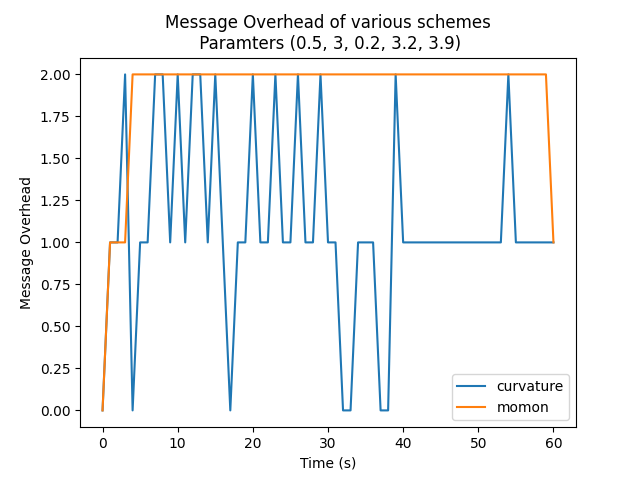 Message Overhead of various schemes
Paramters (0.5, 3, 0.2, 3.2, 3.9)
2.00
1.75
1.50
1.25
1.00
0.75
0.50
0.25
0.00
Message Overhead
curvature
momon
0 10 20 30 40 50 60
Time (s)